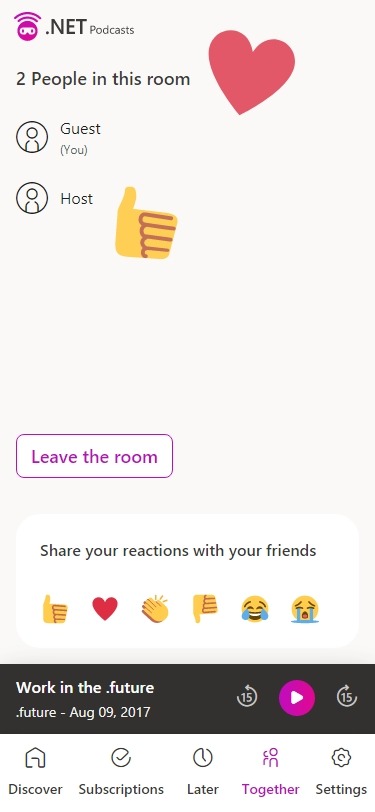 .NET Podcasts
2 People in this room
Guest
(You)
Host
Leave the room
Share your reactions with your friends
Work in the .future
.future - Aug 09, 2017
15
15
Discover
Subscriptions
Later
Together
Settings